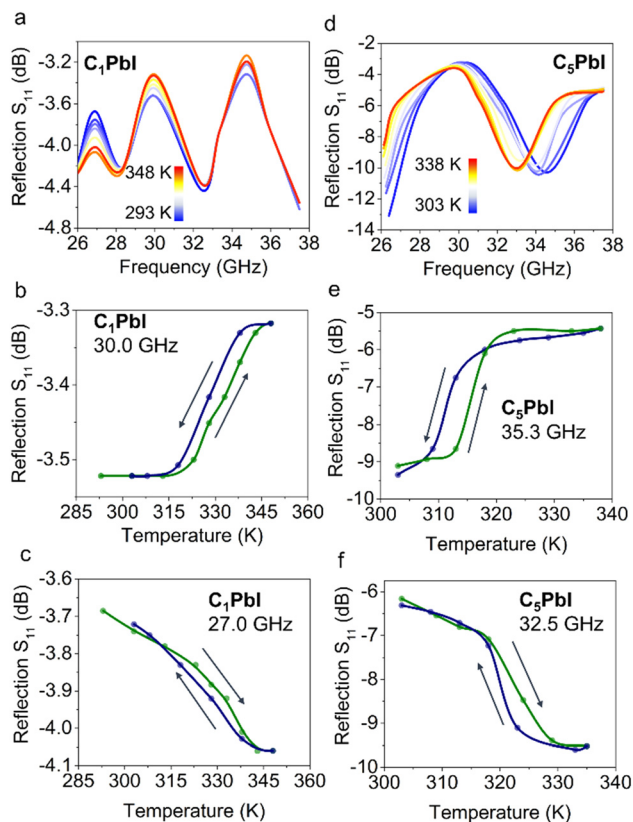 a
C₁PbI
Reflection S₁₁ (dB)
-3.2
-3.6
-4.0
-4.4
-4.8
348 K
293 K
26 29 32 35 38
Frequency (GHz)
d
C₅PbI
Reflection S₁₁ (dB)
-2
-4
-6
-8
-10
-12
-14
338 K
303 K
26 28 30 32 34 36 38
Frequency (GHz)
b
C₁PbI
30.0 GHz
Reflection S₁₁ (dB)
-3.3
-3.4
-3.5
285 300 315 330 345 360
Temperature (K)
e
C₅PbI
35.3 GHz
Reflection S₁₁ (dB)
-5
-6
-7
-8
-9
-10
300 310 320 330 340
Temperature (K)
c
C₁PbI
27.0 GHz
Reflection S₁₁ (dB)
-3.6
-3.7
-3.8
-3.9
-4.0
-4.1
285 300 315 330 345 360
Temperature (K)
f
C₅PbI
32.5 GHz
Reflection S₁₁ (dB)
-6
-7
-8
-9
-10
300 310 320 330 340
Temperature (K)